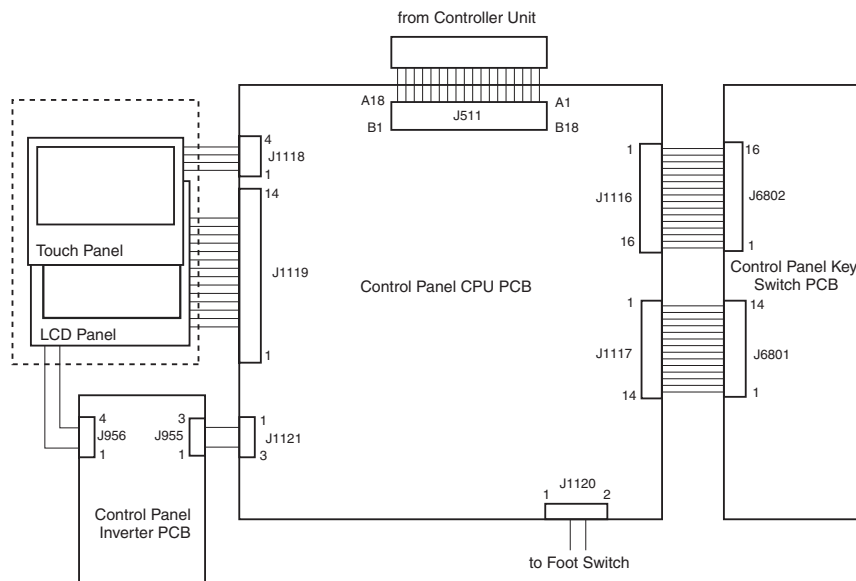 from Controller Unit
A18
A1
J511
B1
B18
4
J1118
1
14
1
16
J1116
J6802
Touch Panel
16
1
J1119
Control Panel CPU PCB
Control Panel Key
Switch PCB
LCD Panel
1
14
J1117
J6801
1
14
1
4
3
1
J956
J955
J1121
1
1
3
J1120
1
2
Control Panel
Inverter PCB
to Foot Switch